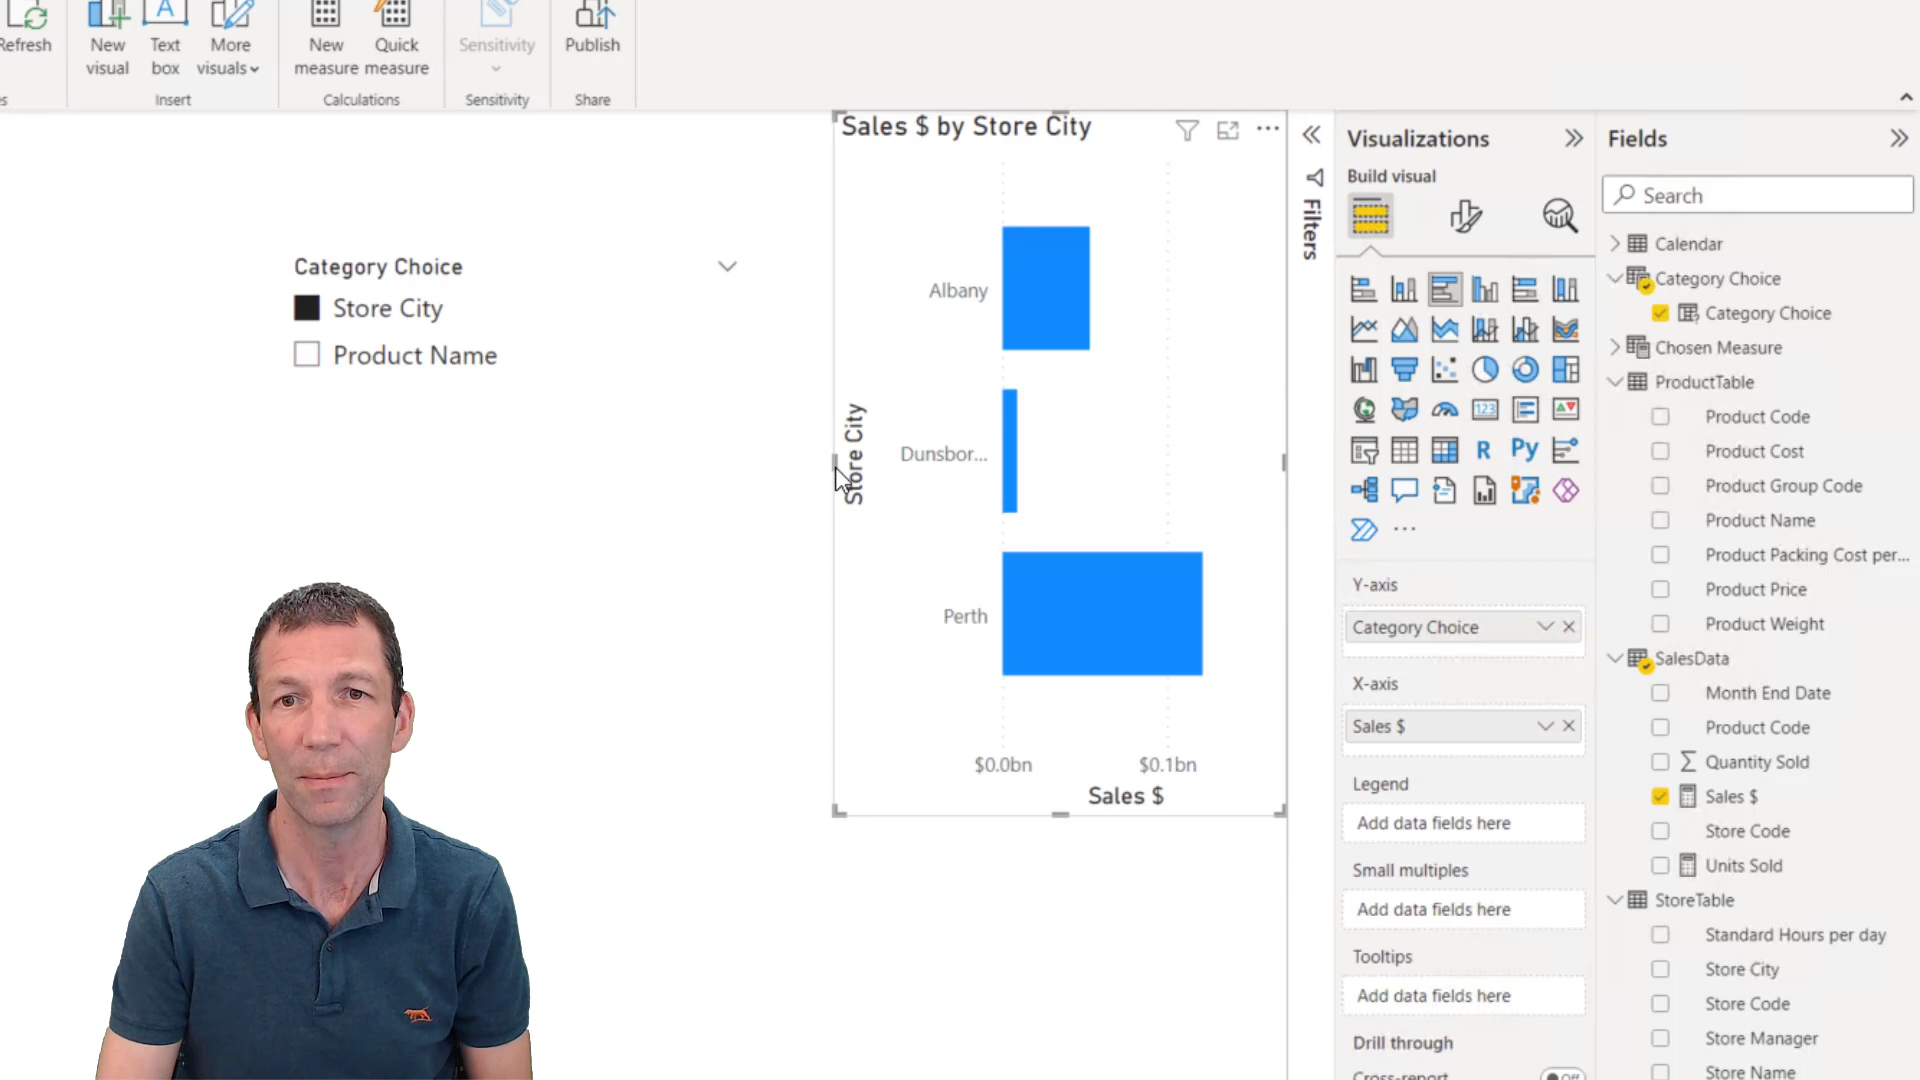 Refresh
New visual
Text box
More visuals
Insert
New measure
Quick measure
Calculations
Sensitivity
Sensitivity
Publish
Share
Category Choice
Store City
Product Name
Sales $ by Store City
Store City
Albany
Dunsbor...
Perth
$0.0bn
$0.1bn
Sales $
Filters
Visualizations
Build visual
123
R
Py
Y-axis
Category Choice
X-axis
Sales $
Legend
Add data fields here
Small multiples
Add data fields here
Tooltips
Add data fields here
Drill through
Cross-report
Off
Fields
Search
Calendar
Category Choice
Category Choice
Chosen Measure
ProductTable
Product Code
Product Cost
Product Group Code
Product Name
Product Packing Cost per...
Product Price
Product Weight
SalesData
Month End Date
Product Code
Quantity Sold
Sales $
Store Code
Units Sold
StoreTable
Standard Hours per day
Store City
Store Code
Store Manager
Store Name